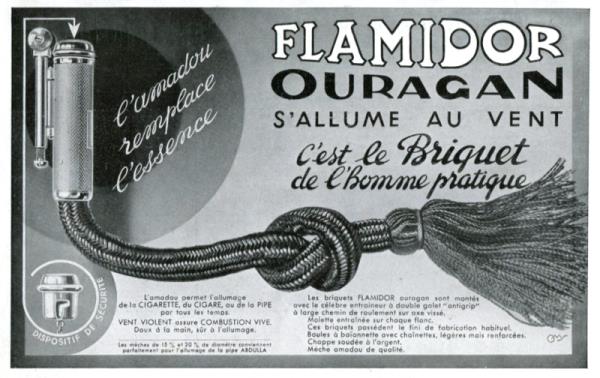 FLAMIDOR
OURAGAN
S'ALLUME AU VENT
C'est le Briquet
de l'homme pratique
l'amadou
remplace
l'essence
DISPOSITIF DE SÉCURITÉ
L'amadou permet l'allumage
de la CIGARETTE, du CIGARE, ou de la PIPE
par tous les temps.
VENT VIOLENT assure COMBUSTION VIVE.
Doux à la main, sûr à l'allumage.
Les mèches de 15 % et 20 % de diamètre conviennent
parfaitement pour l'allumage de la pipe ABDULLA
Les briquets FLAMIDOR ouragan sont montés
avec le célèbre entraîneur à double galet "antigrip"
à large chemin de roulement sur axe vissé.
Molette entraînée sur chaque flanc.
Ces briquets possèdent le fini de fabrication habituel.
Boules à baïonnette avec chaînettes, légères mais renforcées.
Chappe soudée à l'argent.
Mèche amadou de qualité.